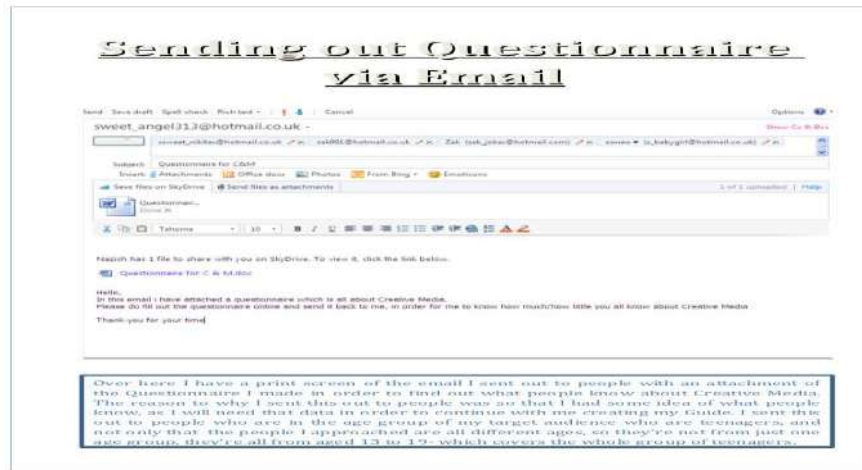 Sending out Questionnaire
via Email
Send Save draft Spell check Rich text Cancel Options
sweet_angel313@hotmail.co.uk
Show Cc & Bcc
Zak
Subject: Questionnaire for C&M
Insert: Attachments Office docs Photos From Bing Emoticons
Save files on SkyDrive Send files as attachments 1 of 1 uploaded | Help
Questionnair...
Tahoma 10 B I U
has 1 file to share with you on SkyDrive. To view it, click the link below.
Questionnaire for C & M.doc
Hello,
In this email i have attached a questionnaire which is all about Creative Media.
Please do fill out the questionnaire online and send it back to me, in order for me to know how much/how little you all know about Creative Media
Thank-you for your time
Over here I have a print screen of the email I sent out to people with an attachment of
the Questionnaire I made in order to find out what people know about Creative Media.
The reason to why I sent this out to people was so that I had some idea of what people
know, as I will need that data in order to continue with me creating my Guide. I sent this
out to people who are in the age group of my target audience who are teenagers, and
not only that the people I approached are all different ages, so they're not from just one
age group, they're all from aged 13 to 19- which covers the whole group of teenagers.